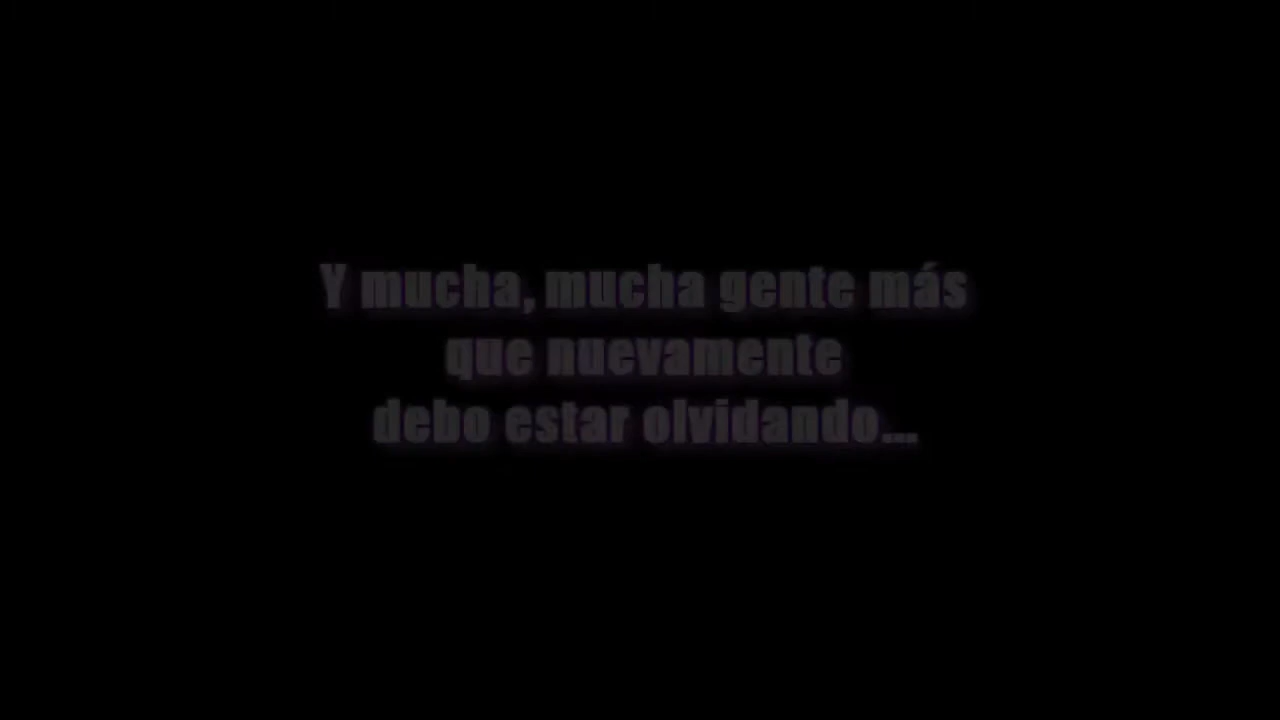 Y mucha, mucha gente más
que nuevamente
debo estar olvidando...